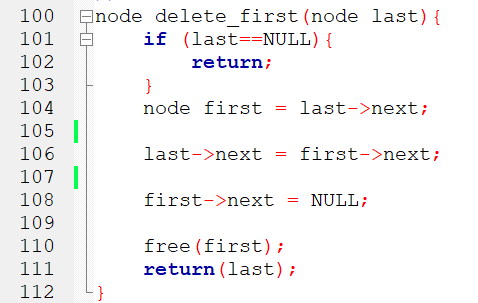 100 node delete_first(node last){
101     if (last==NULL){
102         return;
103     }
104     node first = last->next;
105
106     last->next = first->next;
107
108     first->next = NULL;
109
110     free(first);
111     return(last);
112 }